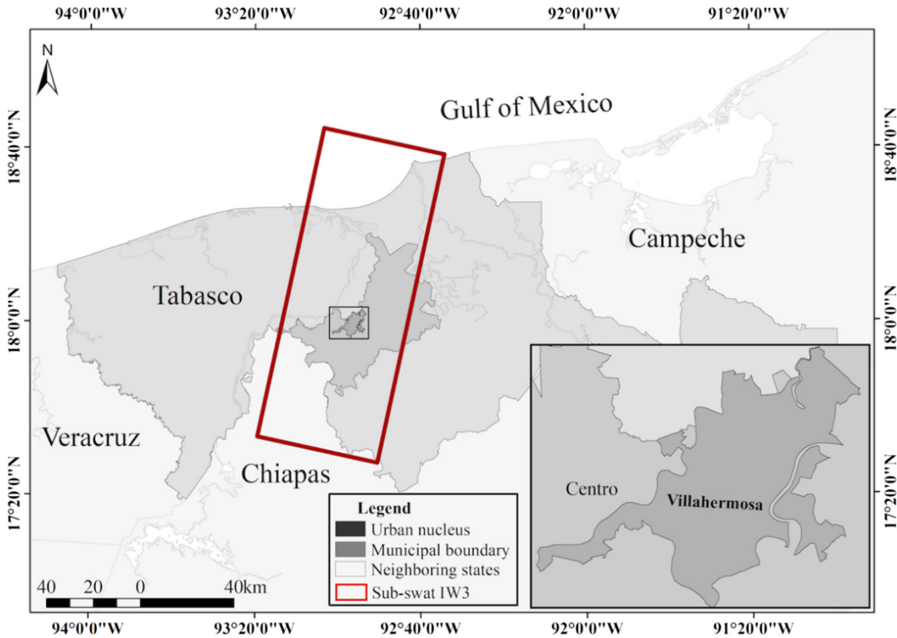 94°0'0"W 93°20'0"W 92°40'0"W 92°0'0"W 91°20'0"W
N
Gulf of Mexico
18°40'0"N 18°40'0"N
Campeche
Tabasco
18°0'0"N 18°0'0"N
Veracruz
Chiapas
17°20'0"N 17°20'0"N
Centro
Villahermosa
Legend
Urban nucleus
Municipal boundary
Neighboring states
Sub-swat IW3
40 20 0 40km
94°0'0"W 93°20'0"W 92°40'0"W 92°0'0"W 91°20'0"W